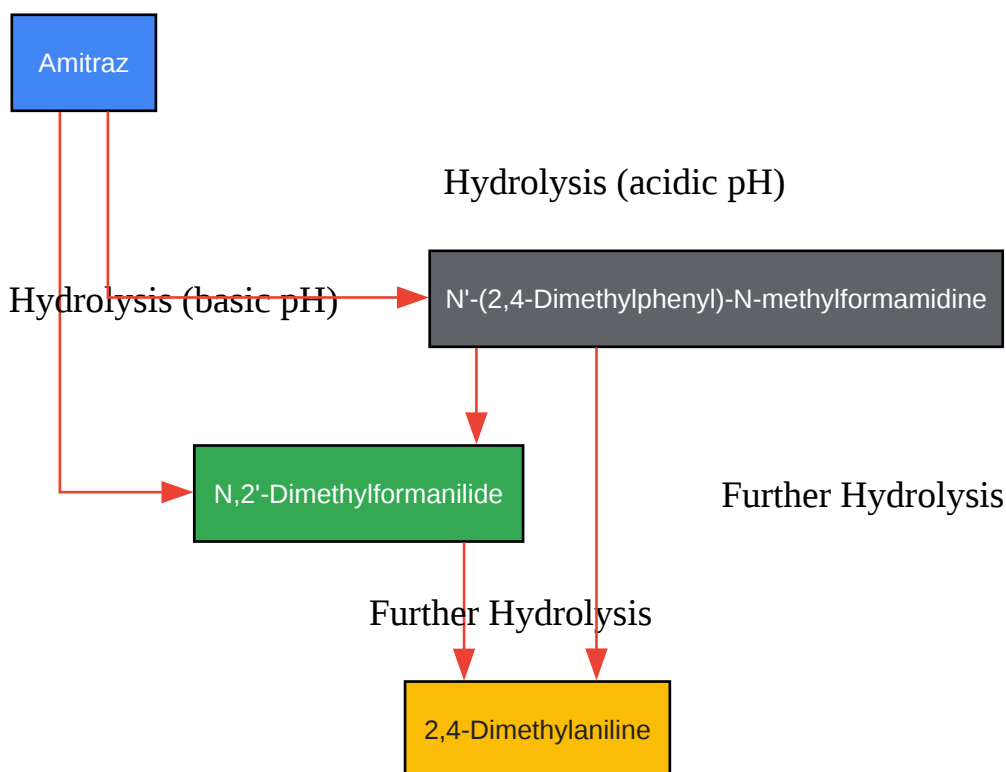 Amitraz
Hydrolysis (acidic pH)
Hydrolysis (basic pH)
N'-(2,4-Dimethylphenyl)-N-methylformamidine
N,2'-Dimethylformanilide
Further Hydrolysis
Further Hydrolysis
2,4-Dimethylaniline